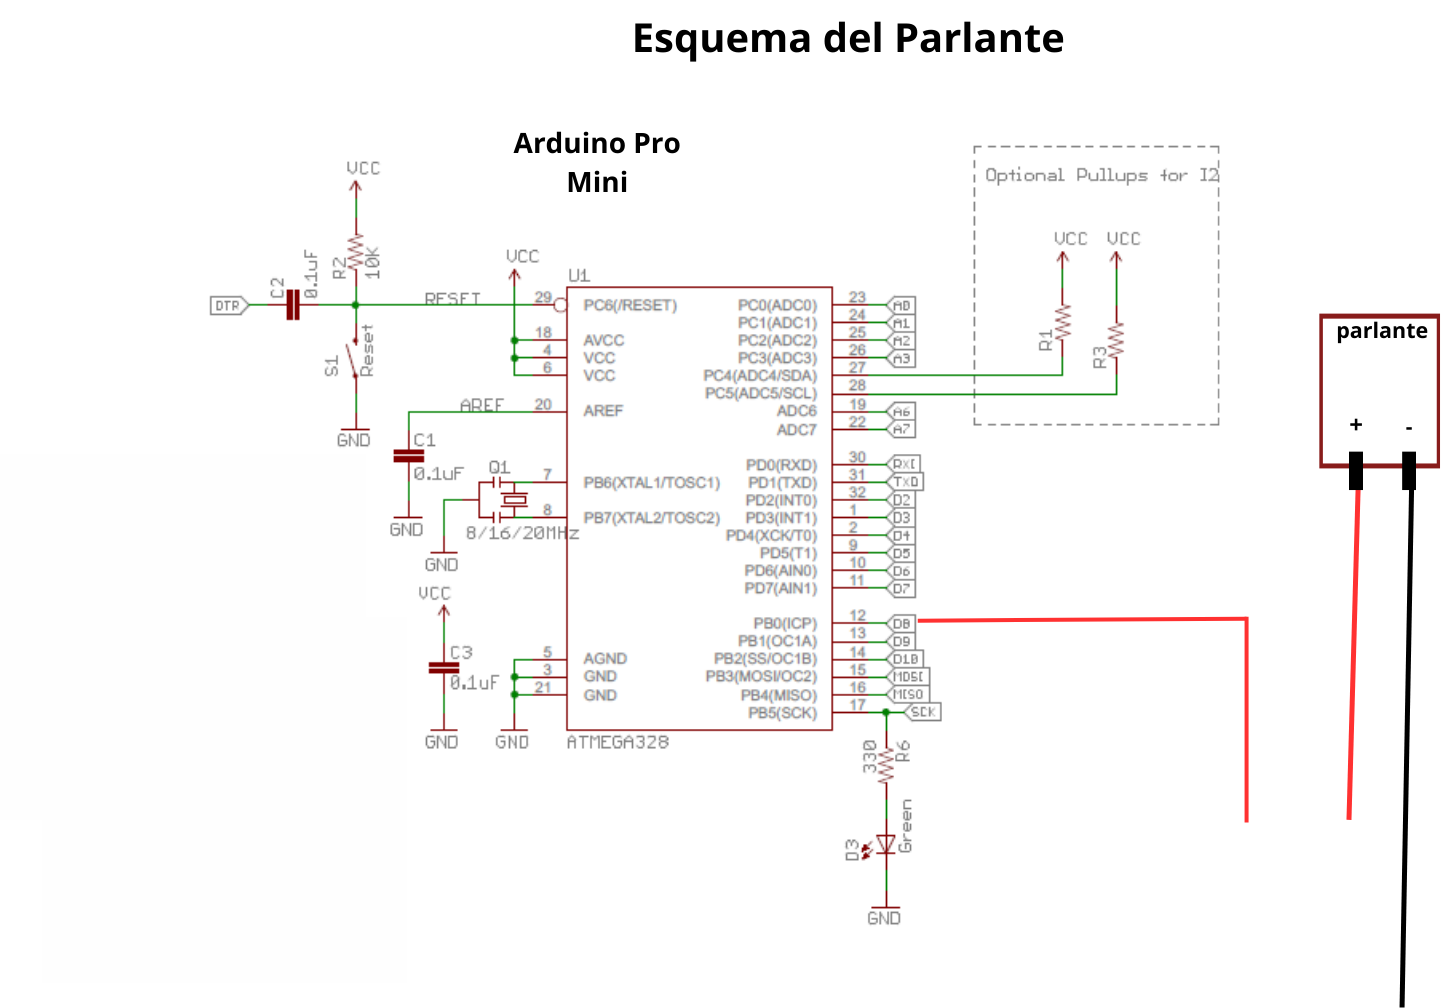 Esquema del Parlante
Arduino Pro
Mini
VCC
R2
10K
C2
0.1uF
DTR
RESET
S1
Reset
GND
VCC
U1
29
PC6(/RESET)
18
AVCC
4
VCC
6
VCC
AREF
20
AREF
C1
0.1uF
GND
Q1
7
PB6(XTAL1/TOSC1)
8
PB7(XTAL2/TOSC2)
8/16/20MHz
GND
VCC
C3
0.1uF
GND
5
AGND
3
GND
21
GND
GND
ATMEGA328
PC0(ADC0)
23
A0
PC1(ADC1)
24
A1
PC2(ADC2)
25
A2
PC3(ADC3)
26
A3
PC4(ADC4/SDA)
27
PC5(ADC5/SCL)
28
ADC6
19
A6
ADC7
22
A7
PD0(RXD)
30
RXI
PD1(TXD)
31
TXO
PD2(INT0)
32
D2
PD3(INT1)
1
D3
PD4(XCK/T0)
2
D4
PD5(T1)
9
D5
PD6(AIN0)
10
D6
PD7(AIN1)
11
D7
PB0(ICP)
12
D8
PB1(OC1A)
13
D9
PB2(SS/OC1B)
14
D10
PB3(MOSI/OC2)
15
MOSI
PB4(MISO)
16
MISO
PB5(SCK)
17
SCK
330
R6
D3
Green
GND
Optional Pullups for I2
VCC
VCC
R1
R3
parlante
+
-